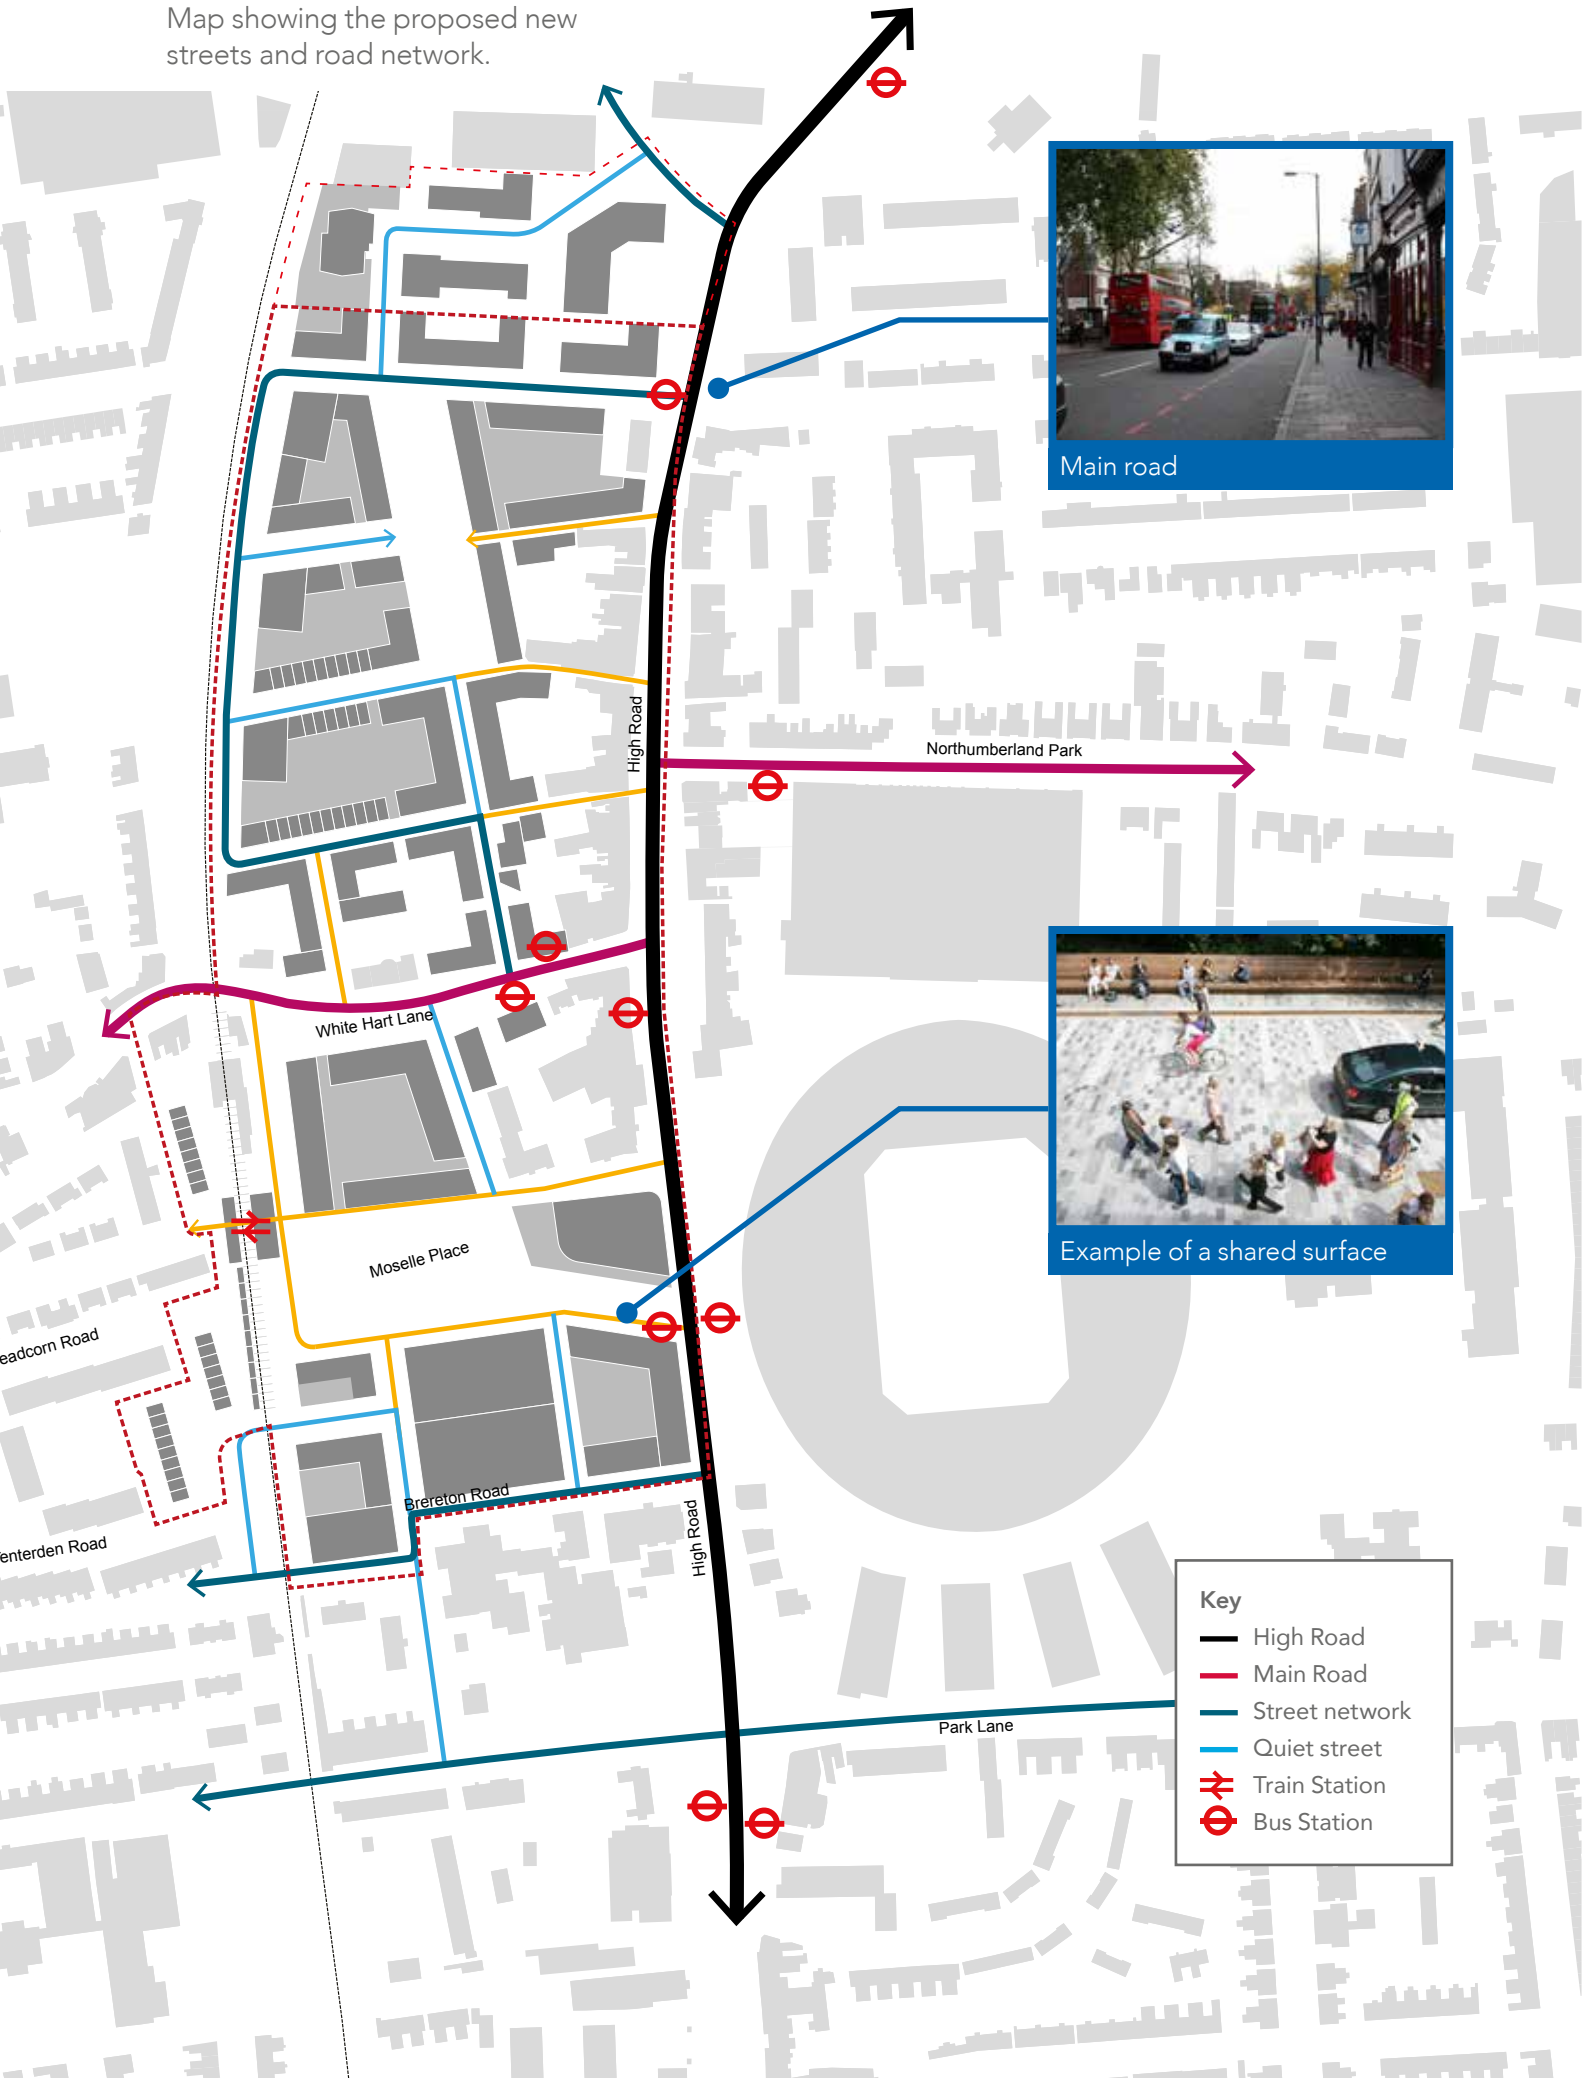 Map showing the proposed new
streets and road network.
Main road
High Road
Northumberland Park
White Hart Lane
Example of a shared surface
Moselle Place
eadcorn Road
Brereton Road
High Road
enterden Road
Park Lane
Key
High Road
Main Road
Street network
Quiet street
Train Station
Bus Station